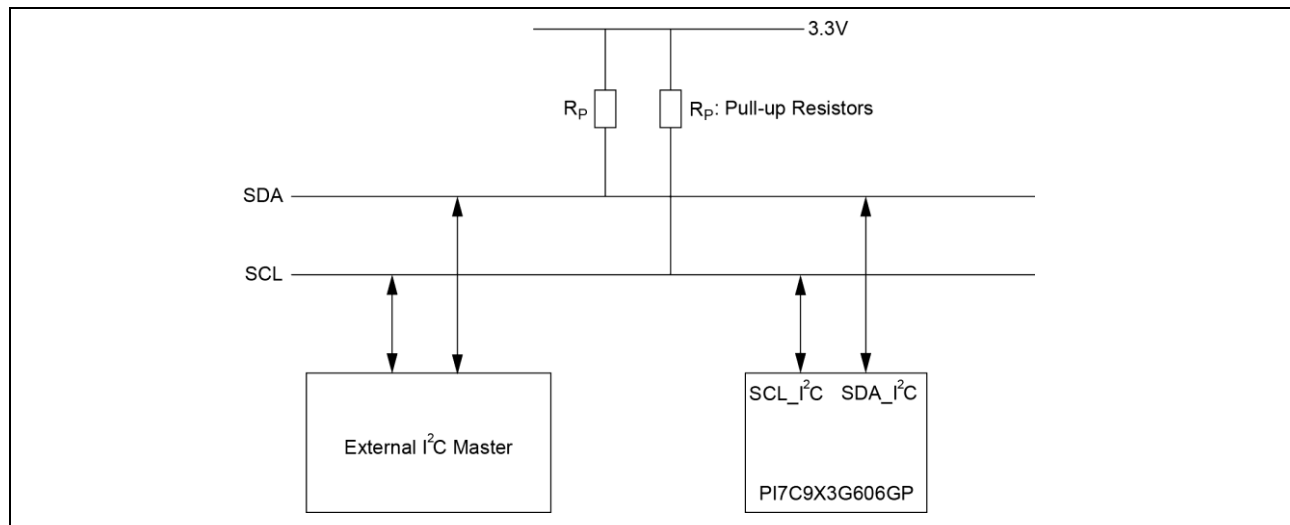 3.3V
R_P R_P: Pull-up Resistors
SDA
SCL
SCL_I²C SDA_I²C
External I²C Master
PI7C9X3G606GP